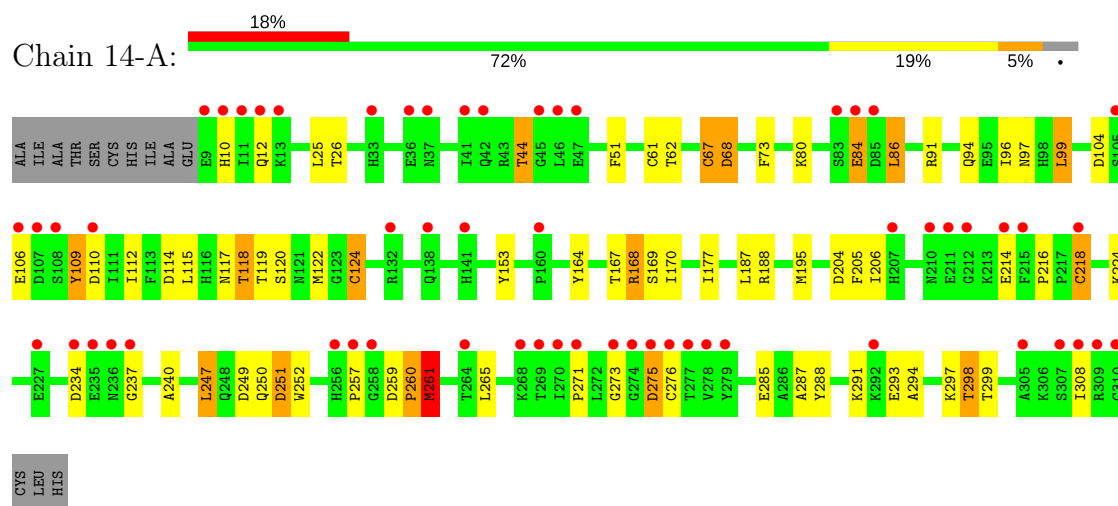 18%
Chain 14-A:
72% 19% 5% •
ALA ILE ALA THR SER CYS HIS ILE ALA GLU E9 H10 I11 Q12 K13 L25 T26 H33 E36 N37 I41 Q42 R43 T44 G45 L46 E47 F51 C61 T62 C67 D68 F73 K80 S83 E84 D85 L86 R91 Q94 E95 I96 N97 H98 L99 D104 S105
E106 D107 S108 Y109 D110 I111 I112 F113 D114 L115 H116 N117 T118 T119 S120 N121 M122 G123 C124 R132 Q138 H141 Y153 P160 Y164 T167 R168 S169 I170 I177 L187 R188 M195 D204 F205 I206 H207 N210 E211 G212 K213 E214 F215 P216 P217 C218 K224
E227 D234 E235 N236 G237 A240 L247 Q248 D249 Q250 D251 W252 H256 P257 G258 D259 P260 M261 T264 L265 K268 T269 I270 P271 L272 G273 G274 D275 C276 T277 V278 Y279 E285 A286 A287 Y288 K291 K292 E293 A294 K297 T298 T299 A305 K306 S307 I308 R309 C310
CYS LEU HIS